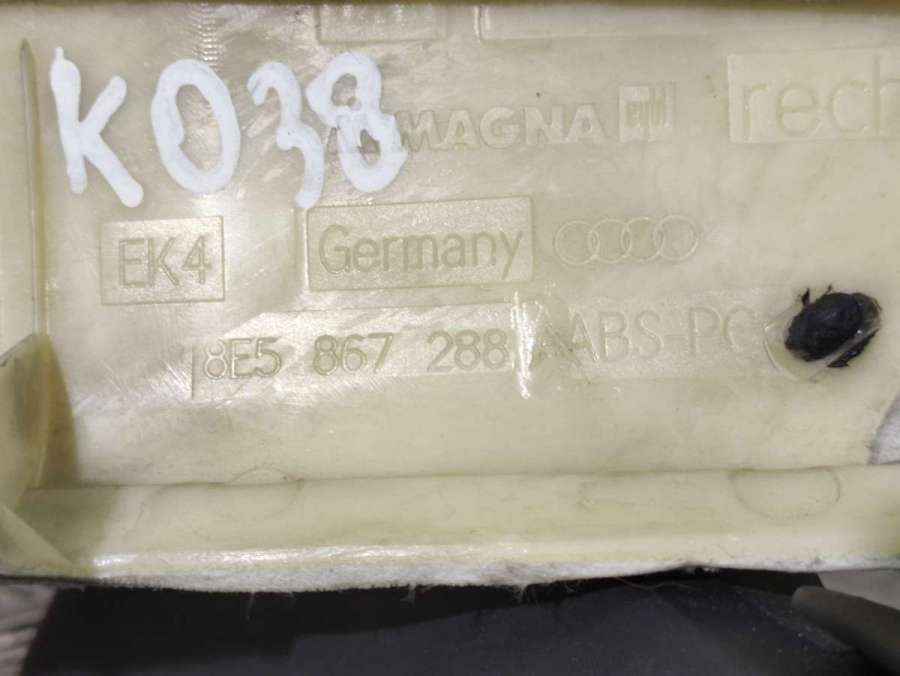 K038
MAGNA
rech
EK4
Germany
8E5 867 288
ABS-PC